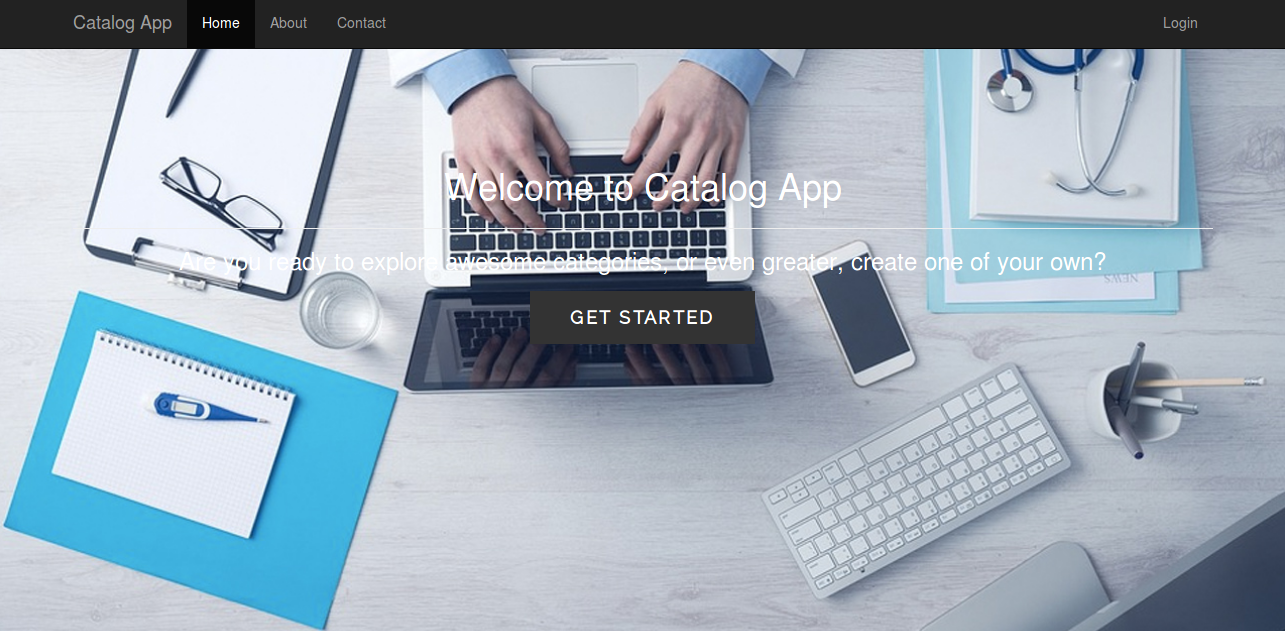 Catalog App Home About Contact Login
Welcome to Catalog App
Are you ready to explore awesome categories, or even greater, create one of your own?
NEWS
GET STARTED